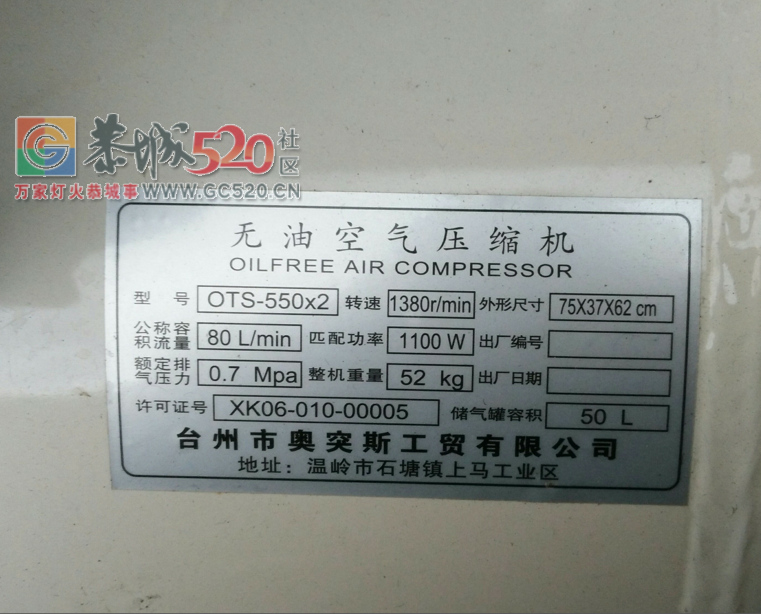 恭城520社区
万家灯火恭城事 WWW.GC520.CN
无油空气压缩机
OILFREE AIR COMPRESSOR
型号 OTS-550x2 转速 1380r/min 外形尺寸 75X37X62 cm
公称容积流量 80 L/min 匹配功率 1100 W 出厂编号
额定排气压力 0.7 Mpa 整机重量 52 kg 出厂日期
许可证号 XK06-010-00005 储气罐容积 50 L
台州市奥突斯工贸有限公司
地址：温岭市石塘镇上马工业区